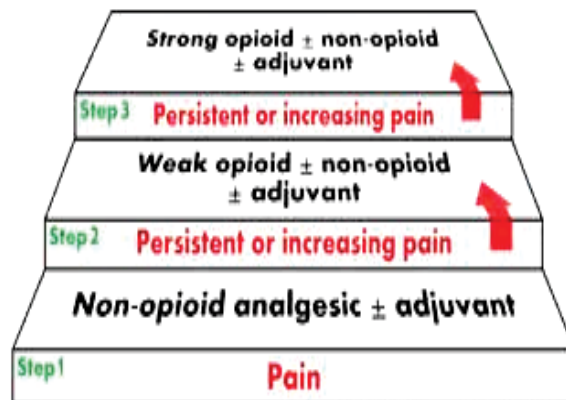 Strong opioid ± non-opioid
± adjuvant
Step 3 Persistent or increasing pain
Weak opioid ± non-opioid
± adjuvant
Step 2 Persistent or increasing pain
Non-opioid analgesic ± adjuvant
Step 1 Pain